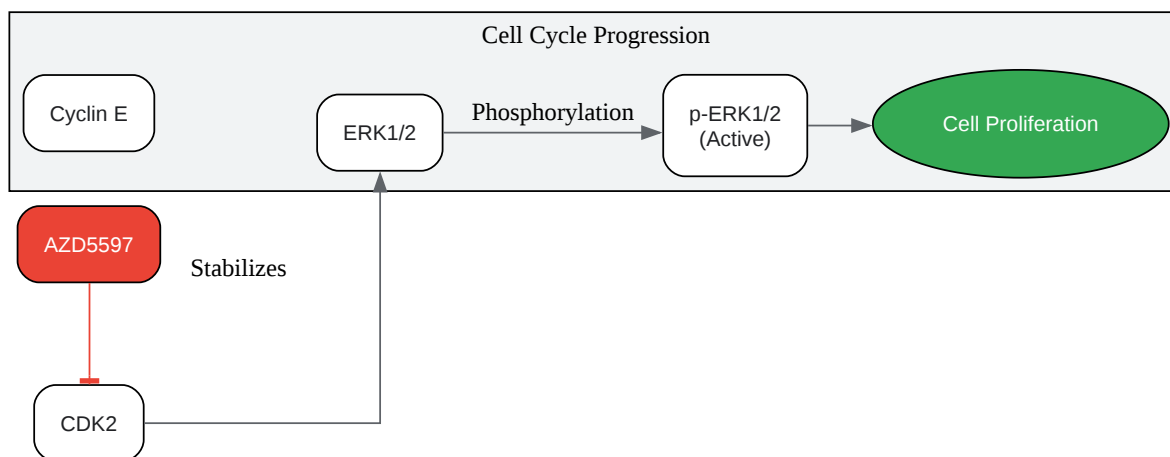 Cell Cycle Progression
Cyclin E
ERK1/2
Phosphorylation
p-ERK1/2
(Active)
Cell Proliferation
AZD5597
Stabilizes
CDK2